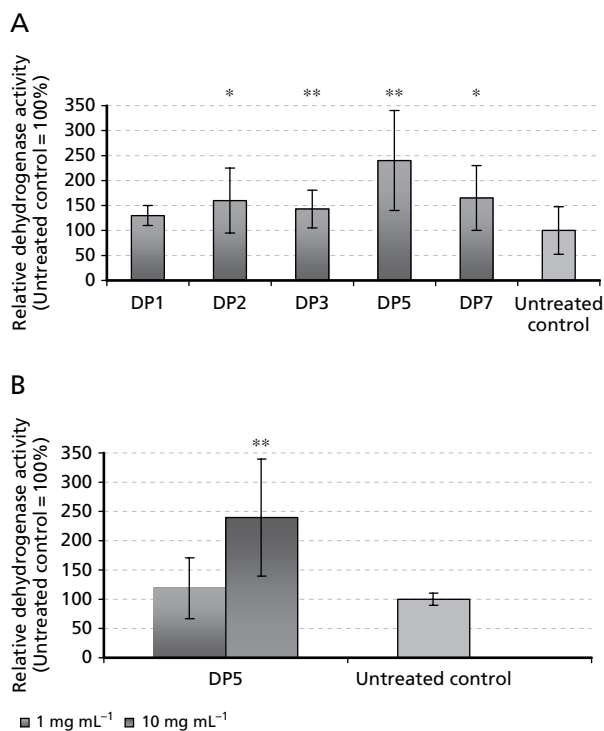 A
Relative dehydrogenase activity
(Untreated control = 100%)
* ** ** *
350
300
250
200
150
100
50
0
DP1 DP2 DP3 DP5 DP7 Untreated
control
B
Relative dehydrogenase activity
(Untreated control = 100%)
**
350
300
250
200
150
100
50
0
DP5 Untreated control
1 mg mL⁻¹ 10 mg mL⁻¹